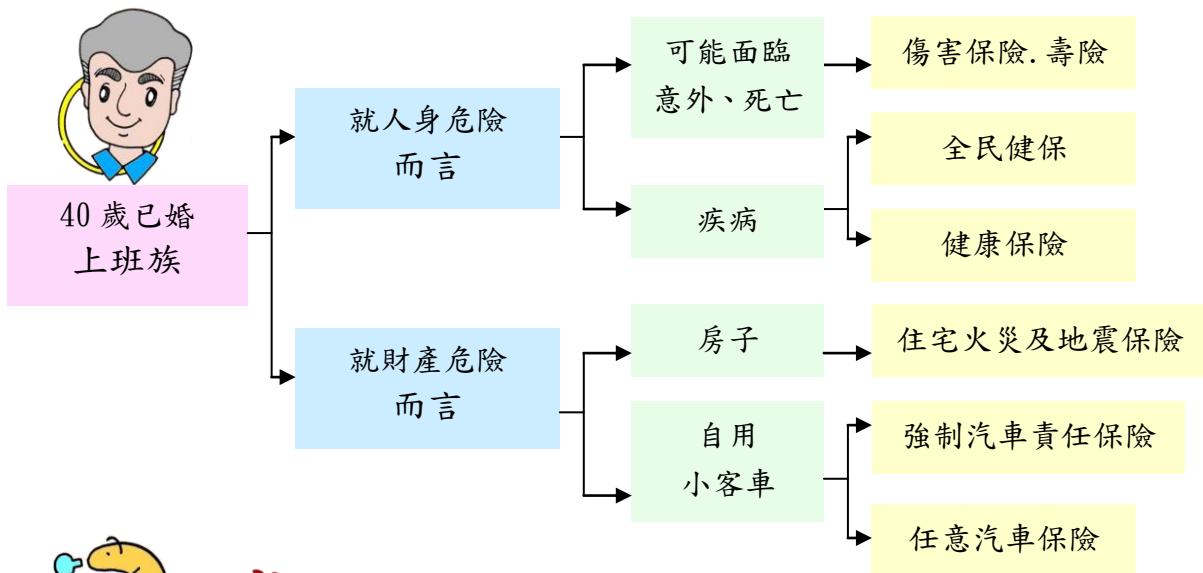 40 歲已婚
上班族
就人身危險
而言
可能面臨
意外、死亡
傷害保險.壽險
疾病
全民健保
健康保險
就財產危險
而言
房子
住宅火災及地震保險
自用
小客車
強制汽車責任保險
任意汽車保險